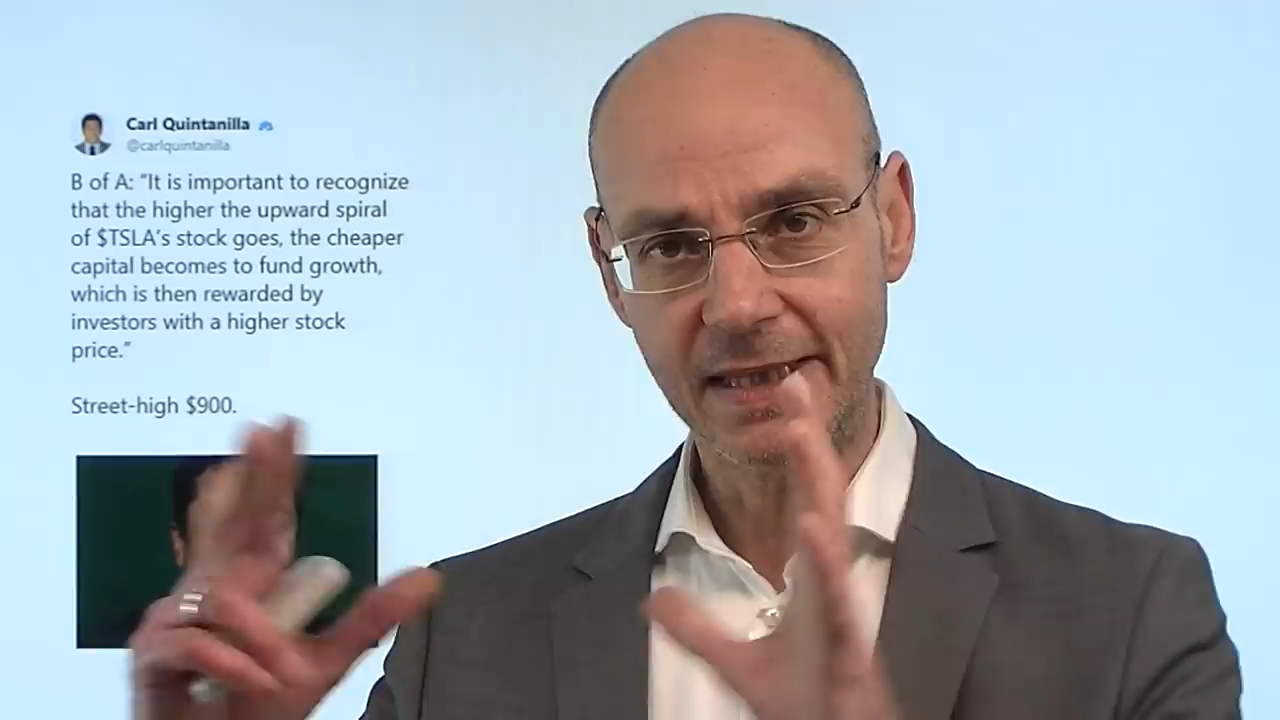 Carl Quintanilla
@carlquintanilla
B of A: “It is important to recognize
that the higher the upward spiral
of $TSLA’s stock goes, the cheaper
capital becomes to fund growth,
which is then rewarded by
investors with a higher stock
price.”
Street-high $900.